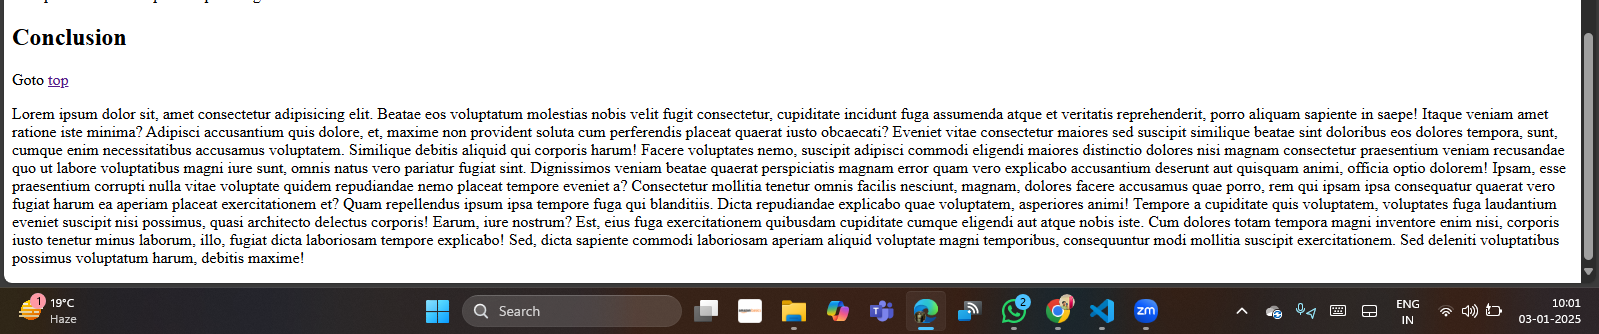 Conclusion
Goto top
Lorem ipsum dolor sit, amet consectetur adipisicing elit. Beatae eos voluptatum molestias nobis velit fugit consectetur, cupiditate incidunt fuga assumenda atque et veritatis reprehenderit, porro aliquam sapiente in saepe! Itaque veniam amet
ratione iste minima? Adipisci accusantium quis dolore, et, maxime non provident soluta cum perferendis placeat quaerat iusto obcaecati? Eveniet vitae consectetur maiores sed suscipit similique beatae sint doloribus eos dolores tempora, sunt,
cumque enim necessitatibus accusamus voluptatem. Similique debitis aliquid qui corporis harum! Facere voluptates nemo, suscipit adipisci commodi eligendi maiores distinctio dolores nisi magnam consectetur praesentium veniam recusandae
quo ut labore voluptatibus magni iure sunt, omnis natus vero pariatur fugiat sint. Dignissimos veniam beatae quaerat perspiciatis magnam error quam vero explicabo accusantium deserunt aut quisquam animi, officia optio dolorem! Ipsam, esse
praesentium corrupti nulla vitae voluptate quidem repudiandae nemo placeat tempore eveniet a? Consectetur mollitia tenetur omnis facilis nesciunt, magnam, dolores facere accusamus quae porro, rem qui ipsam ipsa consequatur quaerat vero
fugiat harum ea aperiam placeat exercitationem et? Quam repellendus ipsum ipsa tempore fuga qui blanditiis. Dicta repudiandae explicabo quae voluptatem, asperiores animi! Tempore a cupiditate quis voluptatem, voluptates fuga laudantium
eveniet suscipit nisi possimus, quasi architecto delectus corporis! Earum, iure nostrum? Est, eius fuga exercitationem quibusdam cupiditate cumque eligendi aut atque nobis iste. Cum dolores totam tempora magni inventore enim nisi, corporis
iusto tenetur minus laborum, illo, fugiat dicta laboriosam tempore explicabo! Sed, dicta sapiente commodi laboriosam aperiam aliquid voluptate magni temporibus, consequuntur modi mollitia suscipit exercitationem. Sed deleniti voluptatibus
possimus voluptatum harum, debitis maxime!
1
19°C
Haze
Search
2
zm
ENG
IN
10:01
03-01-2025